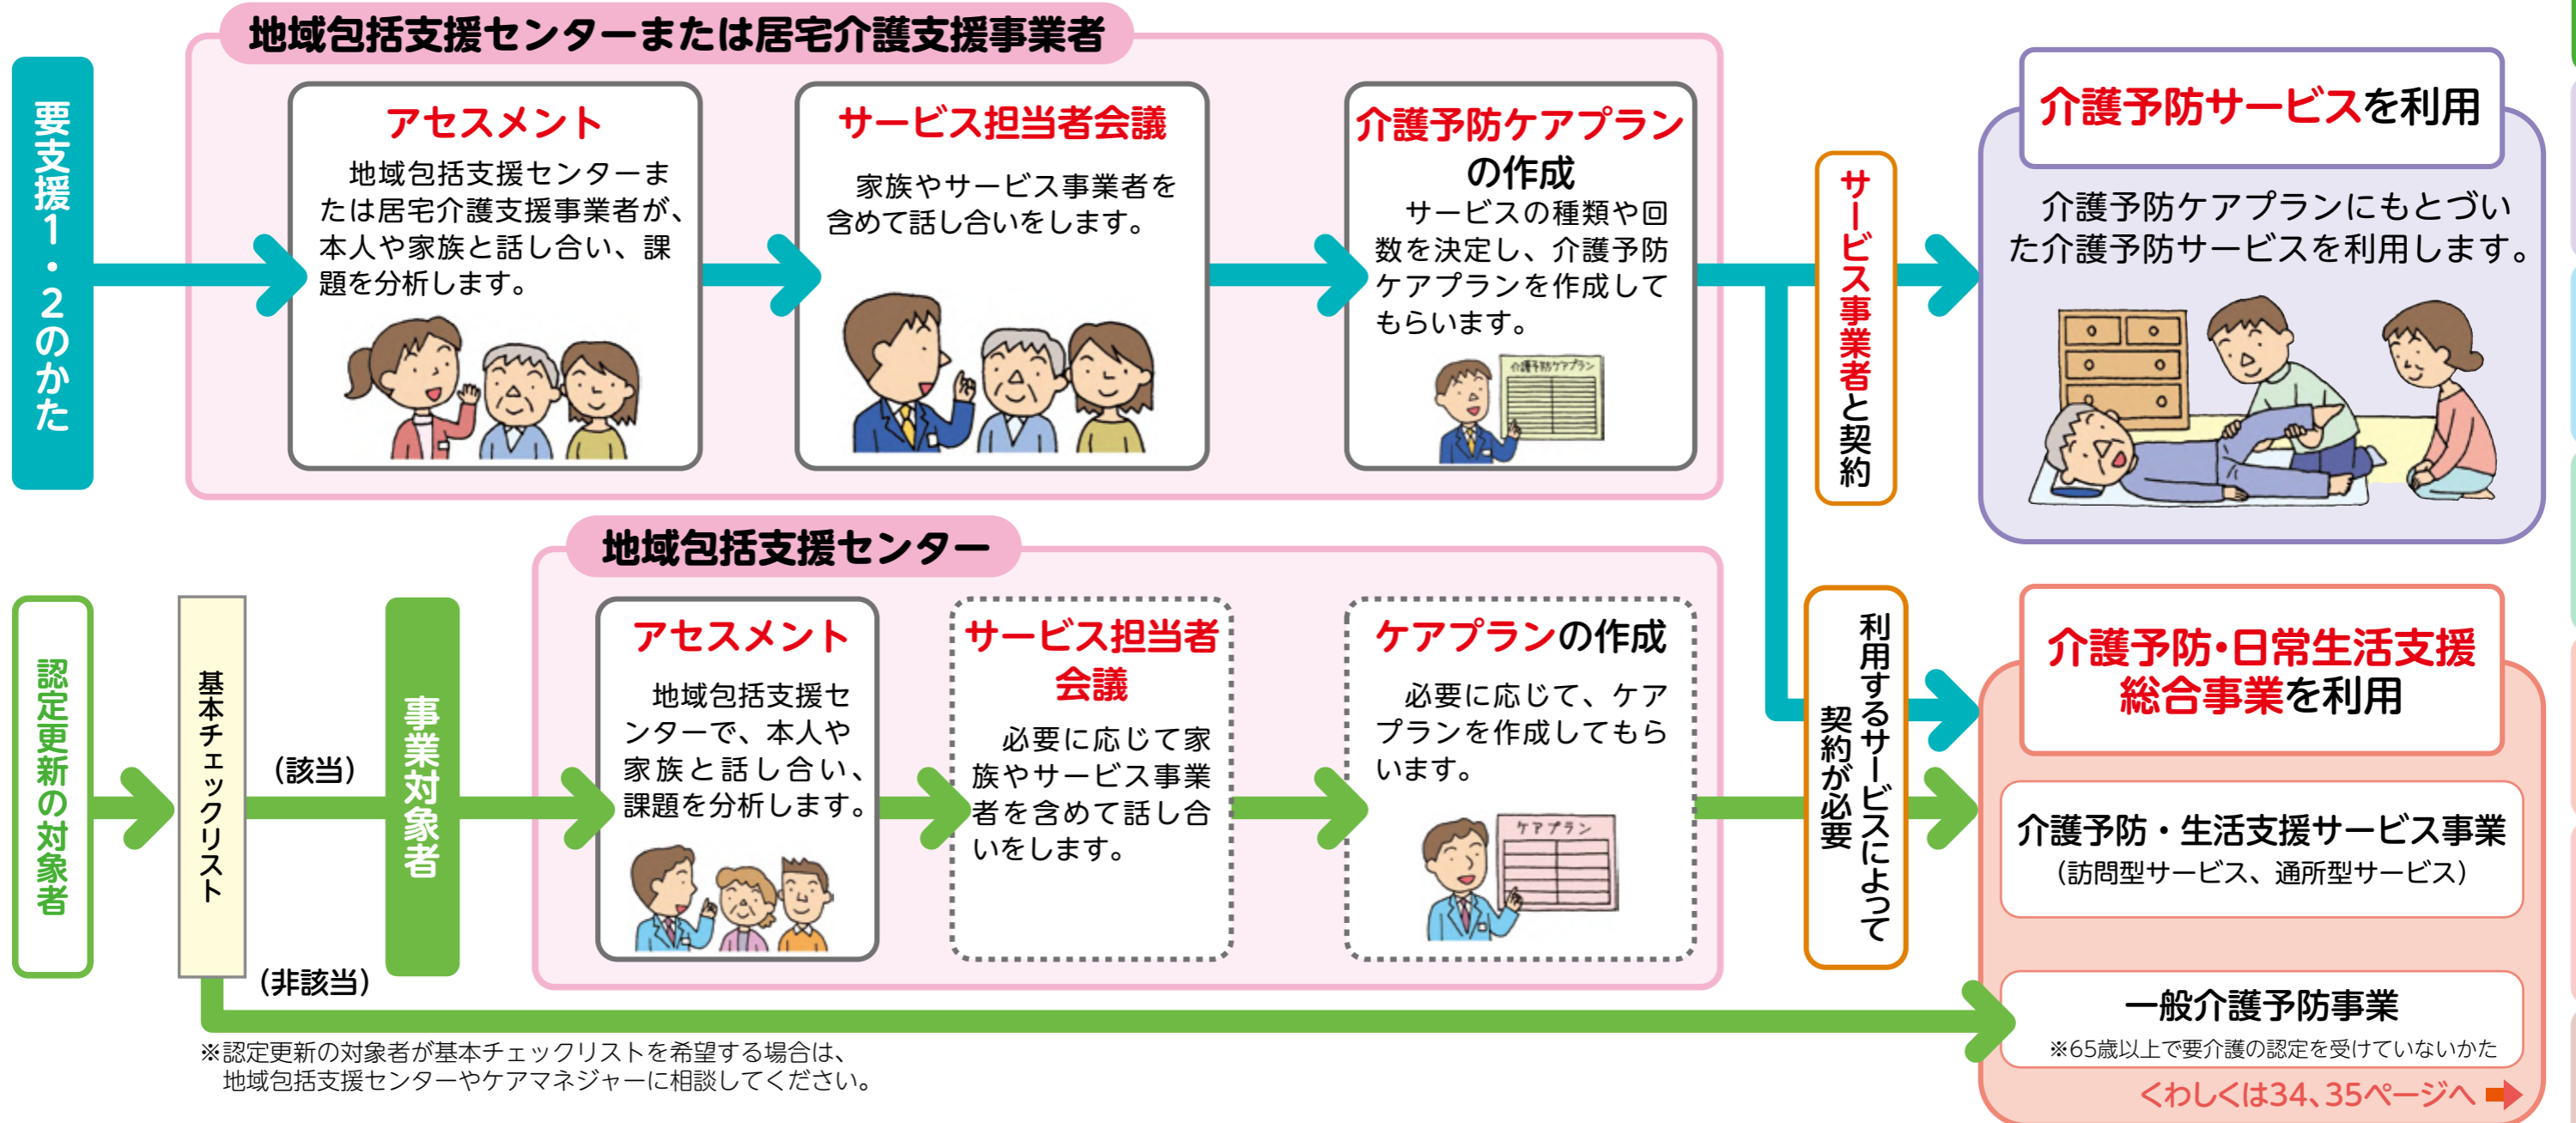 地域包括支援センターまたは居宅介護支援事業者
要支援1・2のかた
アセスメント
地域包括支援センターま
たは居宅介護支援事業者が、
本人や家族と話し合い、課
題を分析します。
サービス担当者会議
家族やサービス事業者を
含めて話し合いをします。
介護予防ケアプラン
の作成
サービスの種類や回
数を決定し、介護予防
ケアプランを作成して
もらいます。
介護予防ケアプラン
サービス事業者と契約
介護予防サービスを利用
介護予防ケアプランにもとづい
た介護予防サービスを利用します。
地域包括支援センター
認定更新の対象者
基本チェックリスト
（該当）
（非該当）
事業対象者
アセスメント
地域包括支援セ
ンターで、本人や
家族と話し合い、
課題を分析します。
サービス担当者
会議
必要に応じて家
族やサービス事業
者を含めて話し合
いをします。
ケアプランの作成
必要に応じて、ケア
プランを作成してもら
います。
ケアプラン
利用するサービスによって
契約が必要
介護予防・日常生活支援
総合事業を利用
介護予防・生活支援サービス事業
（訪問型サービス、通所型サービス）
一般介護予防事業
※65歳以上で要介護の認定を受けていないかた
くわしくは34、35ページへ
※認定更新の対象者が基本チェックリストを希望する場合は、
地域包括支援センターやケアマネジャーに相談してください。